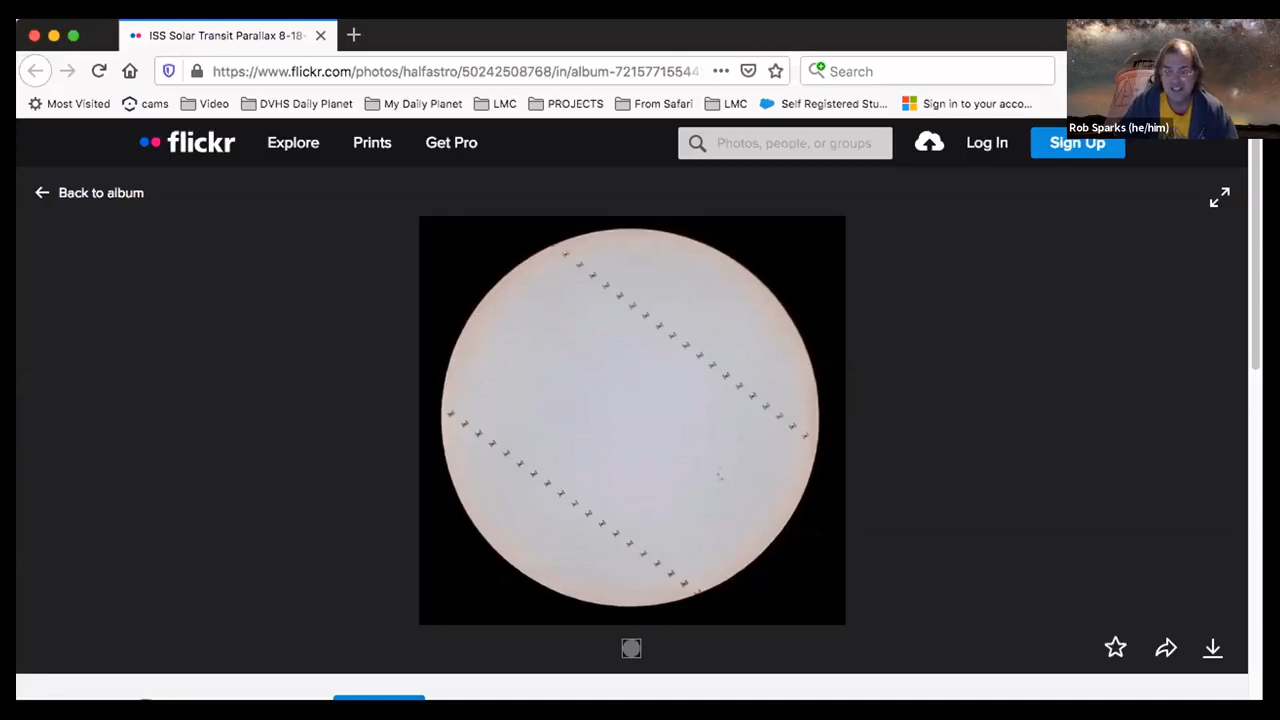 ISS Solar Transit Parallax 8-18-
https://www.flickr.com/photos/halfastro/50242508768/in/album-72157715544
Search
Most Visited
cams
Video
DVHS Daily Planet
My Daily Planet
LMC
PROJECTS
From Safari
LMC
Self Registered Stu...
Sign in to your acco...
Rob Sparks (he/him)
flickr
Explore
Prints
Get Pro
Photos, people, or groups
Log In
Sign Up
Back to album